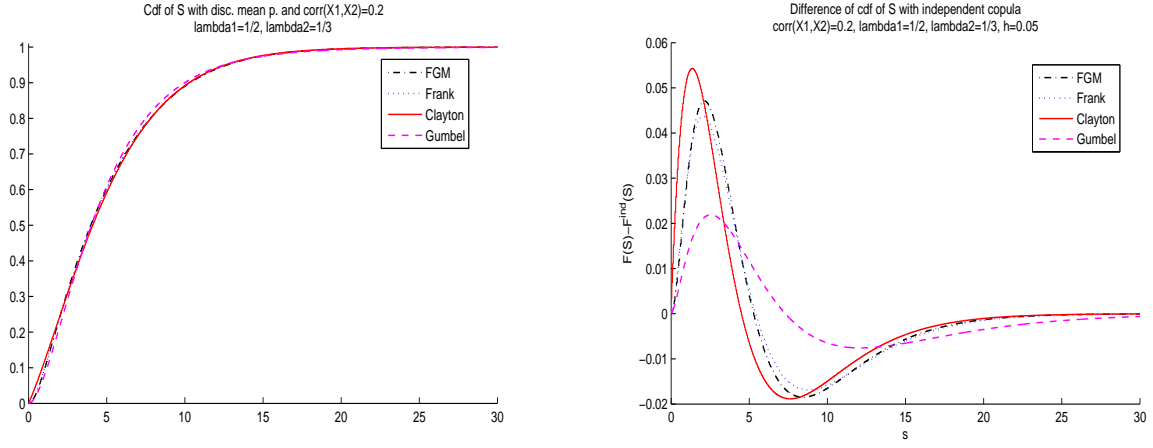 Cdf of S with disc. mean p. and corr(X1,X2)=0.2
lambda1=1/2, lambda2=1/3
1
0.9
0.8
0.7
0.6
0.5
0.4
0.3
0.2
0.1
0
0 5 10 15 20 25 30
FGM
Frank
Clayton
Gumbel
Difference of cdf of S with independent copula
corr(X1,X2)=0.2, lambda1=1/2, lambda2=1/3, h=0.05
0.06
0.05
0.04
0.03
0.02
0.01
0
−0.01
−0.02
F(S)−F^ind(S)
0 5 10 15 20 25 30
s
FGM
Frank
Clayton
Gumbel